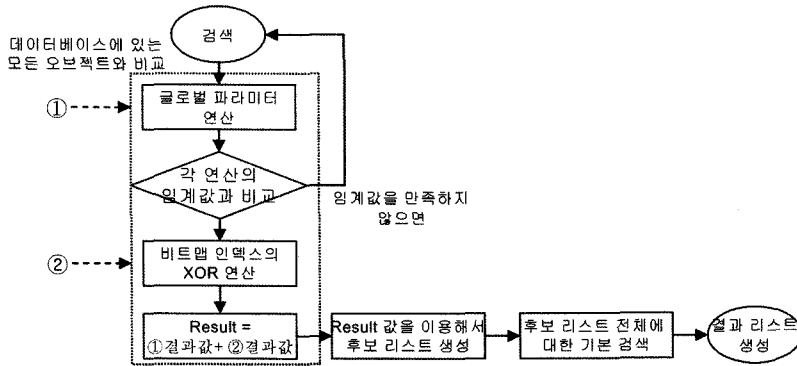 검색
데이터베이스에 있는
모든 오브젝트와 비교
①
글로벌 파라미터
연산
각 연산의
임계값과 비교
임계값을 만족하지
않으면
②
비트맵 인덱스의
XOR 연산
Result =
①결과값+ ②결과값
Result 값을 이용해서
후보 리스트 생성
후보 리스트 전체에
대한 기본 검색
결과 리스트
생성